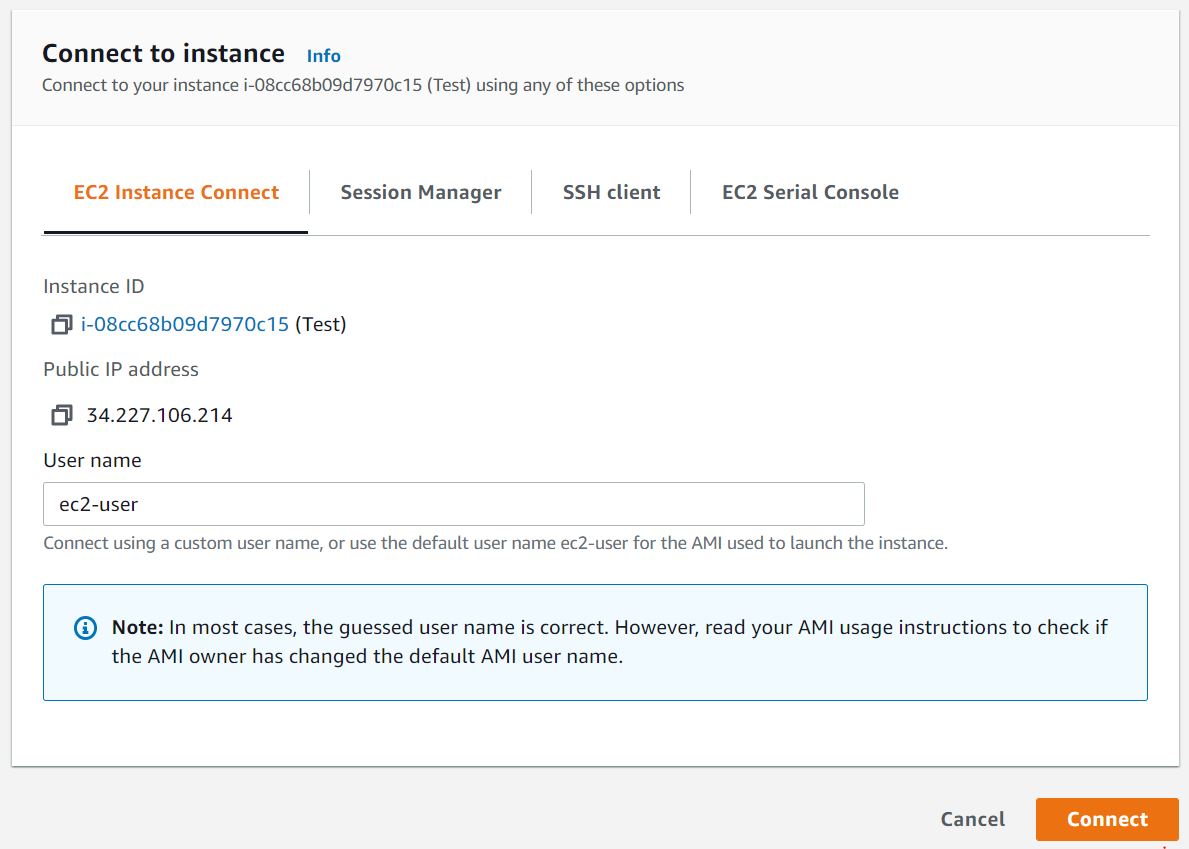 Connect to instance Info
Connect to your instance i-08cc68b09d7970c15 (Test) using any of these options
EC2 Instance Connect Session Manager SSH client EC2 Serial Console
Instance ID
i-08cc68b09d7970c15 (Test)
Public IP address
34.227.106.214
User name
ec2-user
Connect using a custom user name, or use the default user name ec2-user for the AMI used to launch the instance.
Note: In most cases, the guessed user name is correct. However, read your AMI usage instructions to check if
the AMI owner has changed the default AMI user name.
Cancel Connect